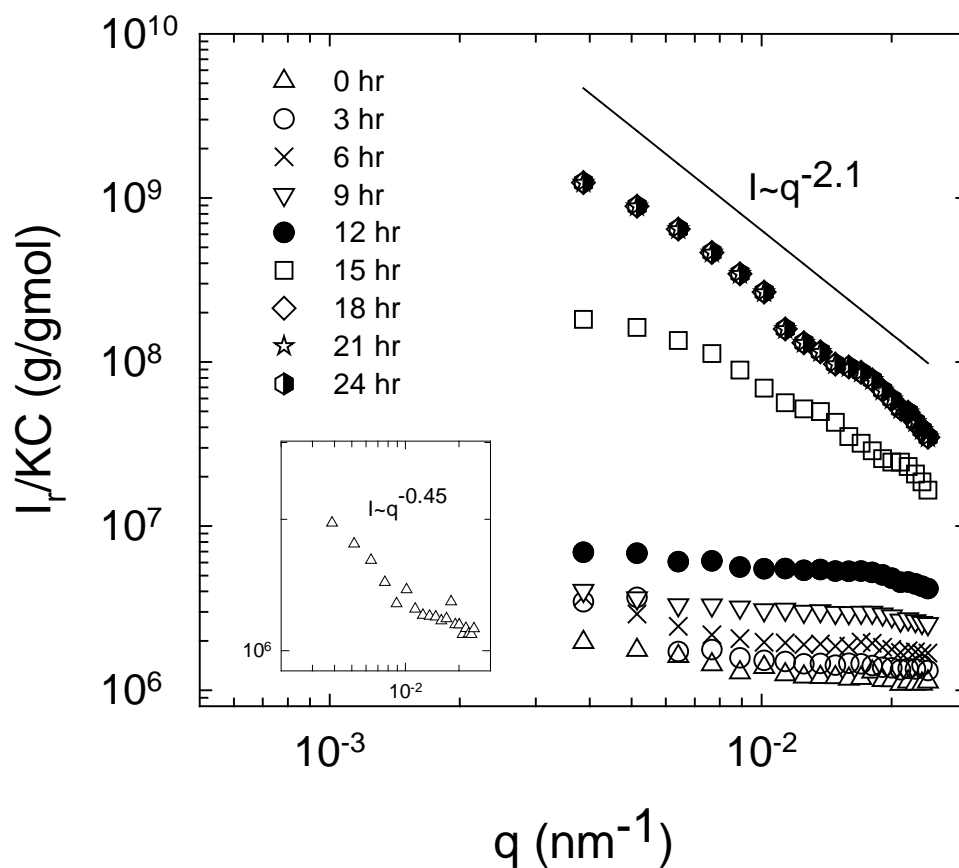 10^10
10^9
10^8
10^7
10^6
I_r/KC (g/gmol)
0 hr
3 hr
6 hr
9 hr
12 hr
15 hr
18 hr
21 hr
24 hr
I~q^-2.1
I~q^-0.45
10^6
10^-2
10^-3
10^-2
q (nm^-1)